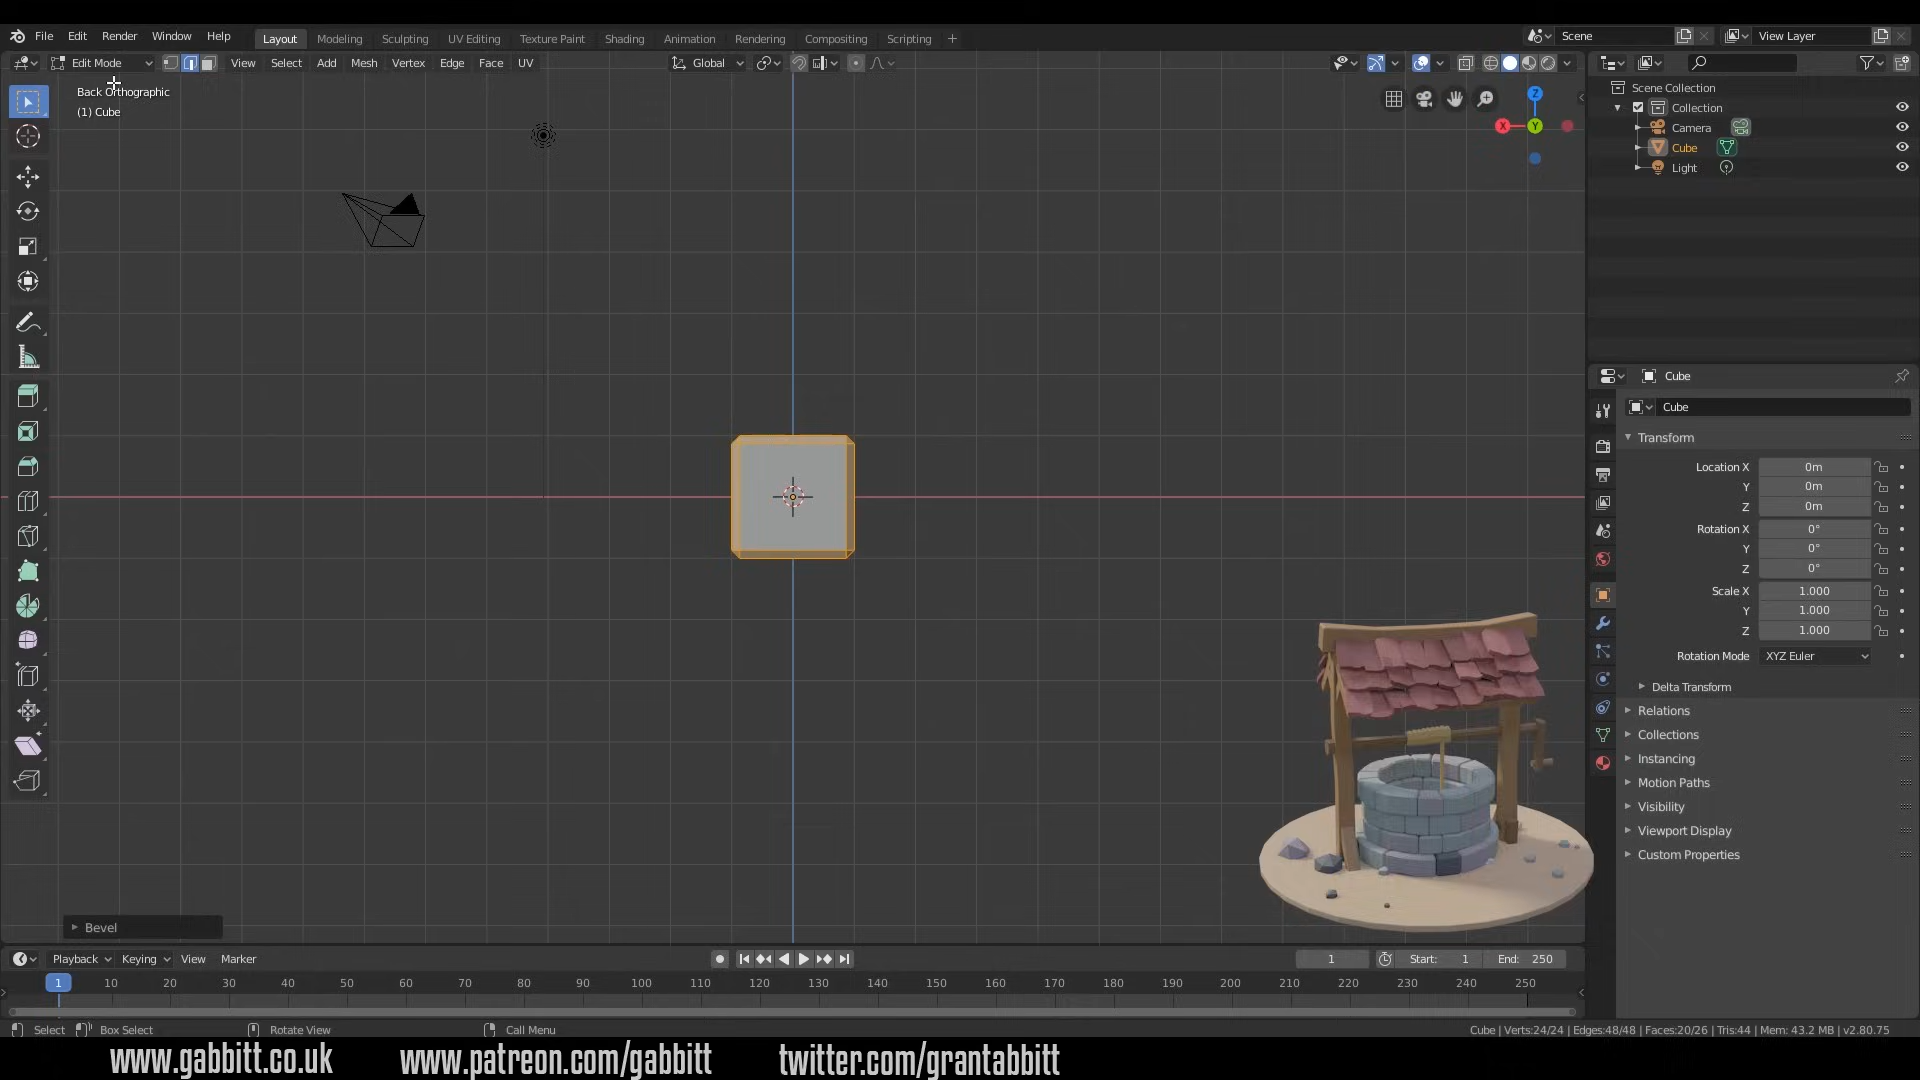 File Edit Render Window Help Layout Modeling Sculpting UV Editing Texture Paint Shading Animation Rendering Compositing Scripting + Scene View Layer
Edit Mode View Select Add Mesh Vertex Edge Face UV Global
Back Orthographic
(1) Cube
Z
X
Y
Scene Collection
Collection
Camera
Cube
Light
Cube
Cube
Transform
Location X 0m
Y 0m
Z 0m
Rotation X 0°
Y 0°
Z 0°
Scale X 1.000
Y 1.000
Z 1.000
Rotation Mode XYZ Euler
Delta Transform
Relations
Collections
Instancing
Motion Paths
Visibility
Viewport Display
Custom Properties
Bevel
Playback Keying View Marker 1 Start: 1 End: 250
1 10 20 30 40 50 60 70 80 90 100 110 120 130 140 150 160 170 180 190 200 210 220 230 240 250
Select Box Select Rotate View Call Menu Cube | Verts:24/24 | Edges:48/48 | Faces:20/26 | Tris:44 | Mem: 43.2 MB | v2.80.75
www.gabbitt.co.uk www.patreon.com/gabbitt twitter.com/grantabbitt